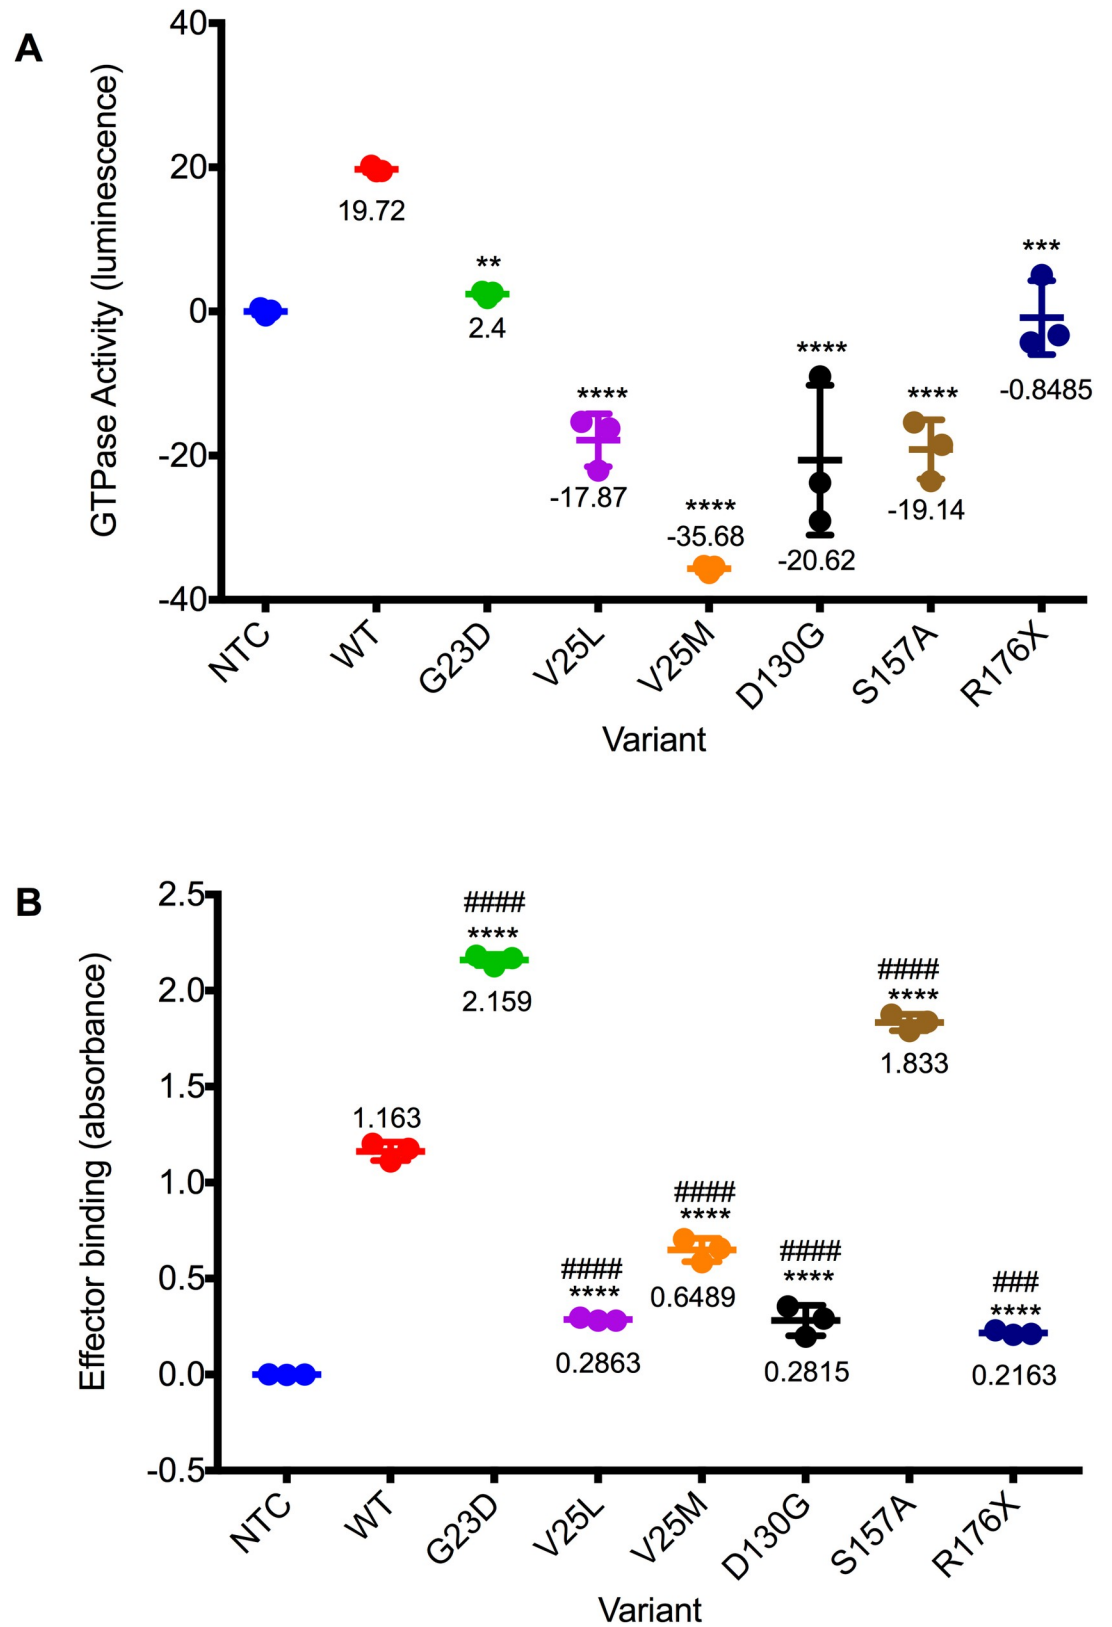 A
GTPase Activity (luminescence)
40
20
0
-20
-40
19.72
**
2.4
****
-17.87
****
-35.68
****
-20.62
****
-19.14
***
-0.8485
NTC
WT
G23D
V25L
V25M
D130G
S157A
R176X
Variant
B
Effector binding (absorbance)
2.5
2.0
1.5
1.0
0.5
0.0
-0.5
1.163
####
****
2.159
####
****
0.2863
####
****
0.6489
####
****
0.2815
####
****
1.833
###
****
0.2163
NTC
WT
G23D
V25L
V25M
D130G
S157A
R176X
Variant